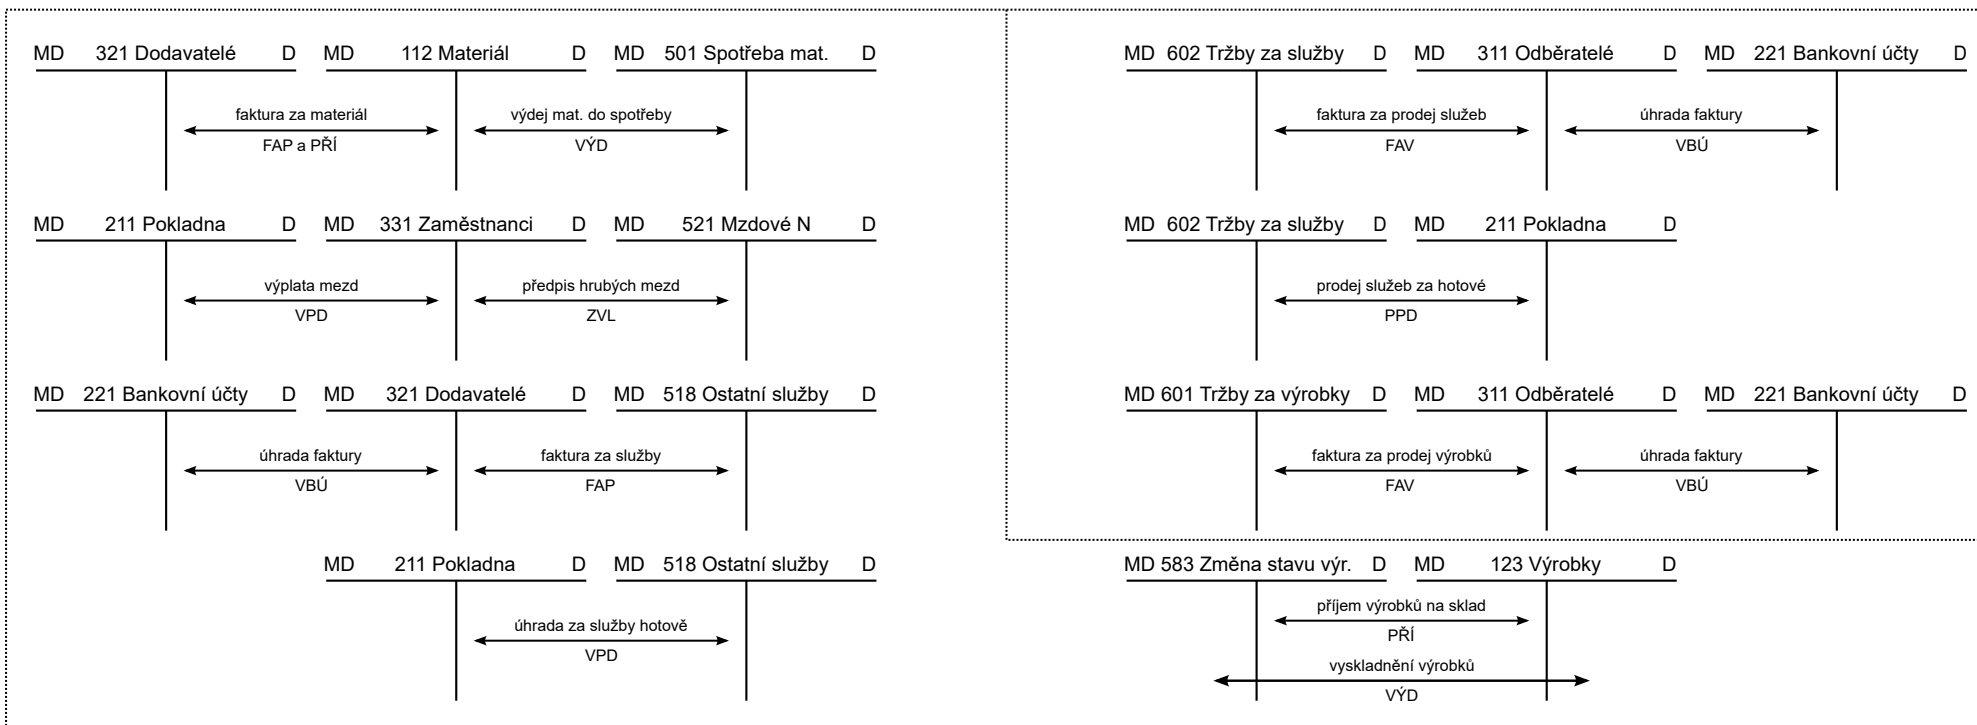 MD 321 Dodavatelé D MD 112 Materiál D MD 501 Spotřeba mat. D
faktura za materiál výdej mat. do spotřeby
FAP a PŘÍ VÝD
MD 211 Pokladna D MD 331 Zaměstnanci D MD 521 Mzdové N D
výplata mezd předpis hrubých mezd
VPD ZVL
MD 221 Bankovní účty D MD 321 Dodavatelé D MD 518 Ostatní služby D
úhrada faktury faktura za služby
VBÚ FAP
MD 211 Pokladna D MD 518 Ostatní služby D
úhrada za služby hotově
VPD
MD 602 Tržby za služby D MD 311 Odběratelé D MD 221 Bankovní účty D
faktura za prodej služeb úhrada faktury
FAV VBÚ
MD 602 Tržby za služby D MD 211 Pokladna D
prodej služeb za hotové
PPD
MD 601 Tržby za výrobky D MD 311 Odběratelé D MD 221 Bankovní účty D
faktura za prodej výrobků úhrada faktury
FAV VBÚ
MD 583 Změna stavu výr. D MD 123 Výrobky D
příjem výrobků na sklad
PŘÍ
vyskladnění výrobků
VÝD